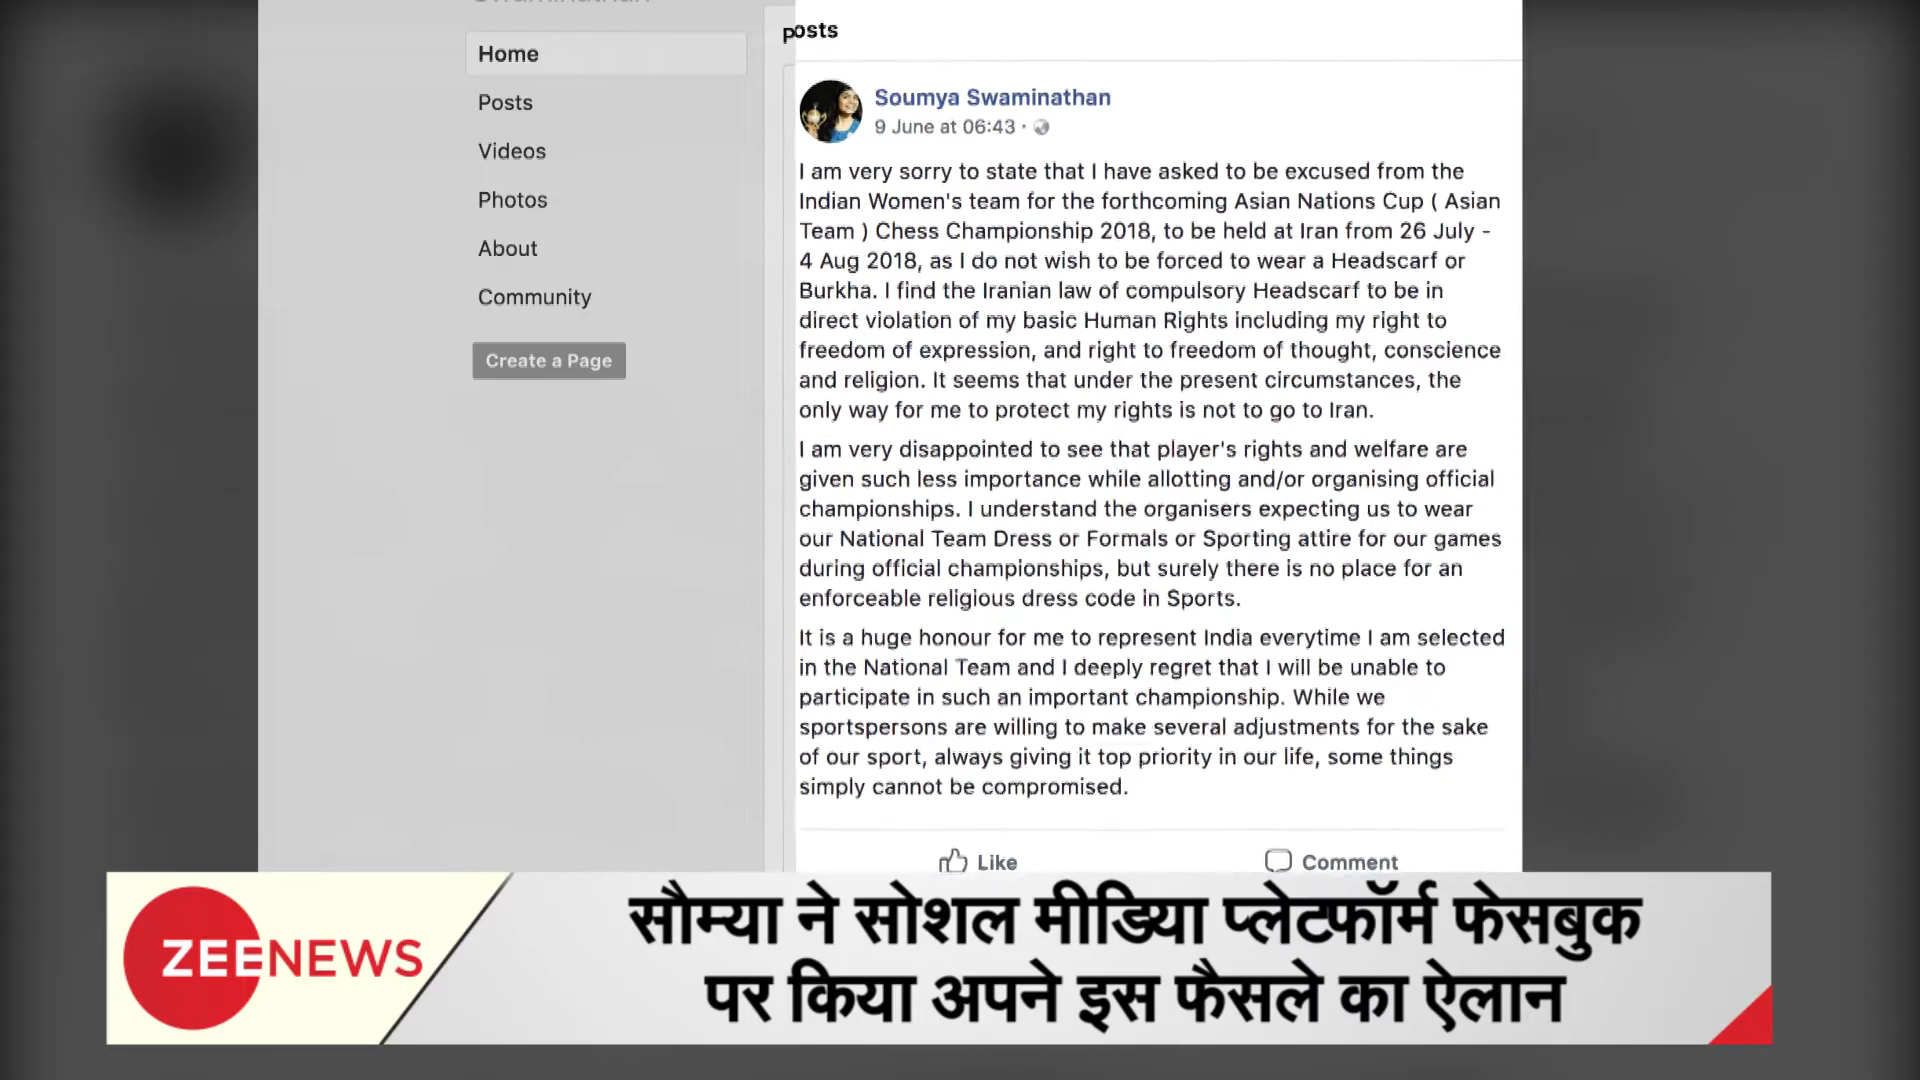 Home
Posts
Videos
Photos
About
Community
Create a Page
Posts
Soumya Swaminathan
9 June at 06:43 ·
I am very sorry to state that I have asked to be excused from the
Indian Women's team for the forthcoming Asian Nations Cup ( Asian
Team ) Chess Championship 2018, to be held at Iran from 26 July -
4 Aug 2018, as I do not wish to be forced to wear a Headscarf or
Burkha. I find the Iranian law of compulsory Headscarf to be in
direct violation of my basic Human Rights including my right to
freedom of expression, and right to freedom of thought, conscience
and religion. It seems that under the present circumstances, the
only way for me to protect my rights is not to go to Iran.
I am very disappointed to see that player's rights and welfare are
given such less importance while allotting and/or organising official
championships. I understand the organisers expecting us to wear
our National Team Dress or Formals or Sporting attire for our games
during official championships, but surely there is no place for an
enforceable religious dress code in Sports.
It is a huge honour for me to represent India everytime I am selected
in the National Team and I deeply regret that I will be unable to
participate in such an important championship. While we
sportspersons are willing to make several adjustments for the sake
of our sport, always giving it top priority in our life, some things
simply cannot be compromised.
Like
Comment
ZEE NEWS
सौम्या ने सोशल मीडिया प्लेटफॉर्म फेसबुक
पर किया अपने इस फैसले का ऐलान